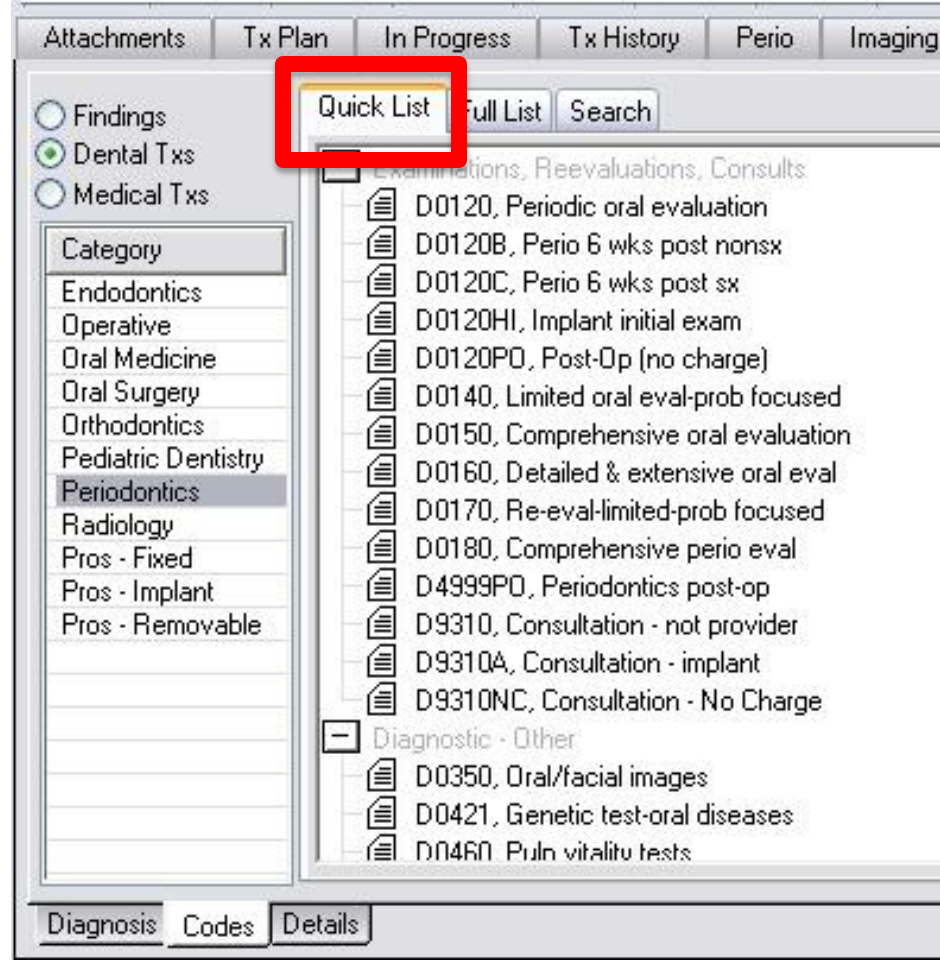 Attachments Tx Plan In Progress Tx History Perio Imaging
Quick List Full List Search
Findings
Dental Txs
Medical Txs
Category
Endodontics
Operative
Oral Medicine
Oral Surgery
Orthodontics
Pediatric Dentistry
Periodontics
Radiology
Pros - Fixed
Pros - Implant
Pros - Removable
Examinations, Reevaluations, Consults
D0120, Periodic oral evaluation
D0120B, Perio 6 wks post nonsx
D0120C, Perio 6 wks post sx
D0120HI, Implant initial exam
D0120PO, Post-Op (no charge)
D0140, Limited oral eval-prob focused
D0150, Comprehensive oral evaluation
D0160, Detailed & extensive oral eval
D0170, Re-eval-limited-prob focused
D0180, Comprehensive perio eval
D4999PO, Periodontics post-op
D9310, Consultation - not provider
D9310A, Consultation - implant
D9310NC, Consultation - No Charge
Diagnostic - Other
D0350, Oral/facial images
D0421, Genetic test-oral diseases
D0460, Pulp vitality tests
Diagnosis Codes Details